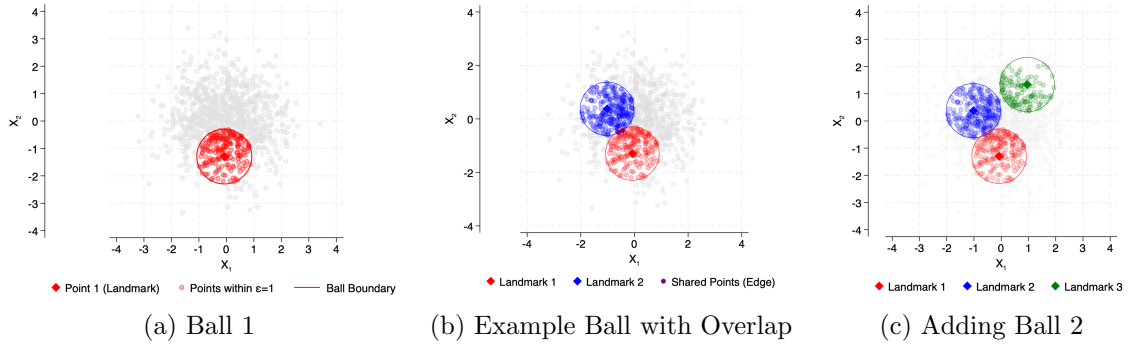 4
3
2
1
0
-1
-2
-3
-4
X₂
-4 -3 -2 -1 0 1 2 3 4
X₁
Point 1 (Landmark) Points within ε=1 Ball Boundary
(a) Ball 1
4
2
0
-2
-4
X₂
-4 -2 0 2 4
X₁
Landmark 1 Landmark 2 Shared Points (Edge)
(b) Example Ball with Overlap
4
3
2
1
0
-1
-2
-3
-4
X₂
-4 -3 -2 -1 0 1 2 3 4
X₁
Landmark 1 Landmark 2 Landmark 3
(c) Adding Ball 2